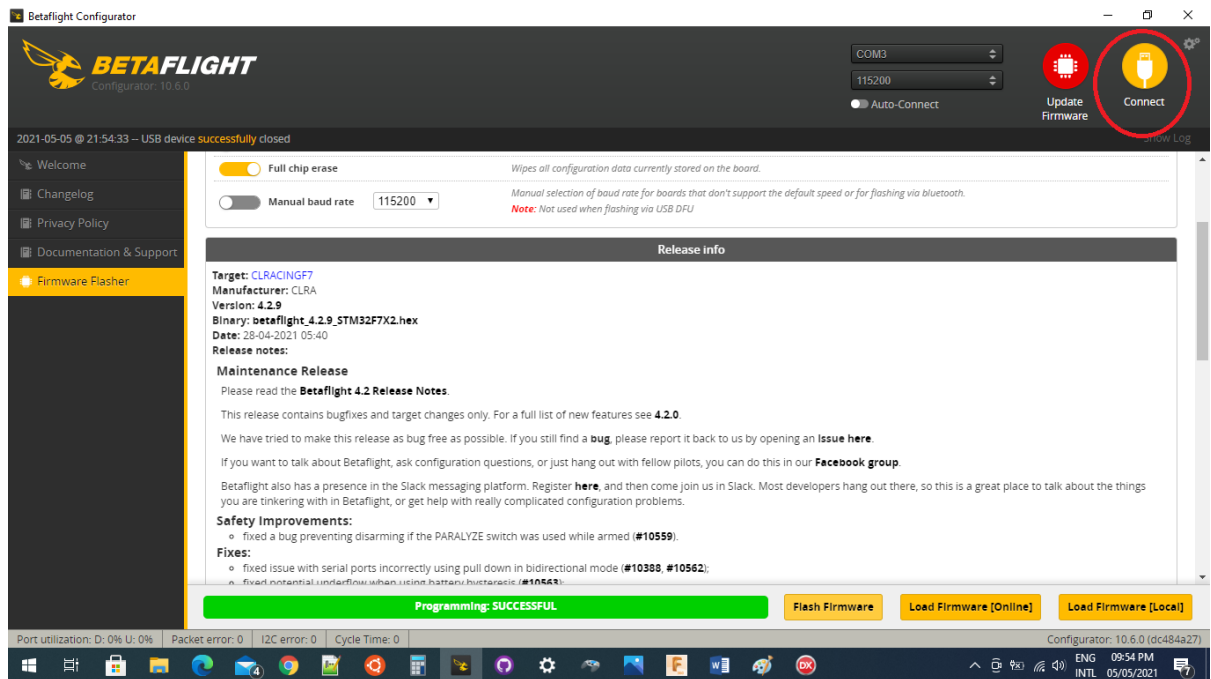 Betaflight Configurator
BETAFLIGHT
Configurator: 10.6.0
COM3
115200
Auto-Connect
Update
Firmware
Connect
2021-05-05 @ 21:54:33 -- USB device successfully closed
Show Log
Welcome
Changelog
Privacy Policy
Documentation & Support
Firmware Flasher
Full chip erase
Wipes all configuration data currently stored on the board.
Manual baud rate
115200
Manual selection of baud rate for boards that don't support the default speed or for flashing via bluetooth.
Note: Not used when flashing via USB DFU
Release info
Target: CLRACINGF7
Manufacturer: CLRA
Version: 4.2.9
Binary: betaflight_4.2.9_STM32F7X2.hex
Date: 28-04-2021 05:40
Release notes:
Maintenance Release
Please read the Betaflight 4.2 Release Notes.
This release contains bugfixes and target changes only. For a full list of new features see 4.2.0.
We have tried to make this release as bug free as possible. If you still find a bug, please report it back to us by opening an issue here.
If you want to talk about Betaflight, ask configuration questions, or just hang out with fellow pilots, you can do this in our Facebook group.
Betaflight also has a presence in the Slack messaging platform. Register here, and then come join us in Slack. Most developers hang out there, so this is a great place to talk about the things
you are tinkering with in Betaflight, or get help with really complicated configuration problems.
Safety Improvements:
fixed a bug preventing disarming if the PARALYZE switch was used while armed (#10559).
Fixes:
fixed issue with serial ports incorrectly using pull down in bidirectional mode (#10388, #10562);
fixed potential underflow when using battery hysteresis (#10563);
Programming: SUCCESSFUL
Flash Firmware
Load Firmware [Online]
Load Firmware [Local]
Port utilization: D: 0% U: 0%
Packet error: 0
I2C error: 0
Cycle Time: 0
Configurator: 10.6.0 (dc484a27)
4
W
DX
ENG
INTL
09:54 PM
05/05/2021
7